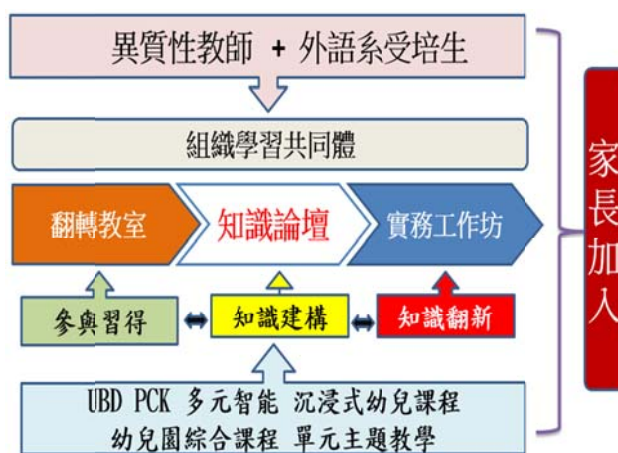 異質性教師 + 外語系受培生
組織學習共同體
翻轉教室
知識論壇
實務工作坊
參與習得
知識建構
知識翻新
UBD PCK 多元智能 沉浸式幼兒課程
幼兒園綜合課程 單元主題教學
家長加入